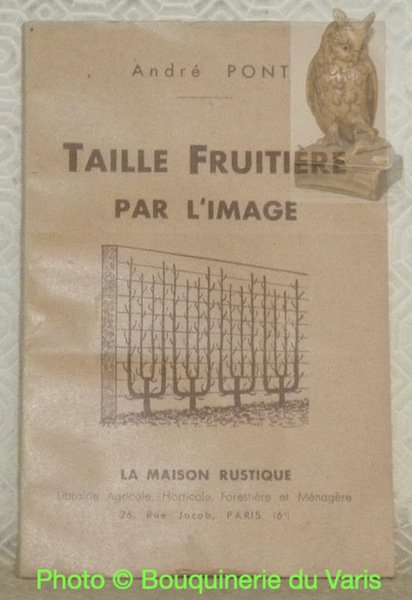 André PONT
TAILLE FRUITIÈRE
PAR L'IMAGE
LA MAISON RUSTIQUE
Librairie Agricole, Horticole, Forestière et Ménagère
26, Rue Jacob, PARIS (6e)
Photo © Bouquinerie du Varis